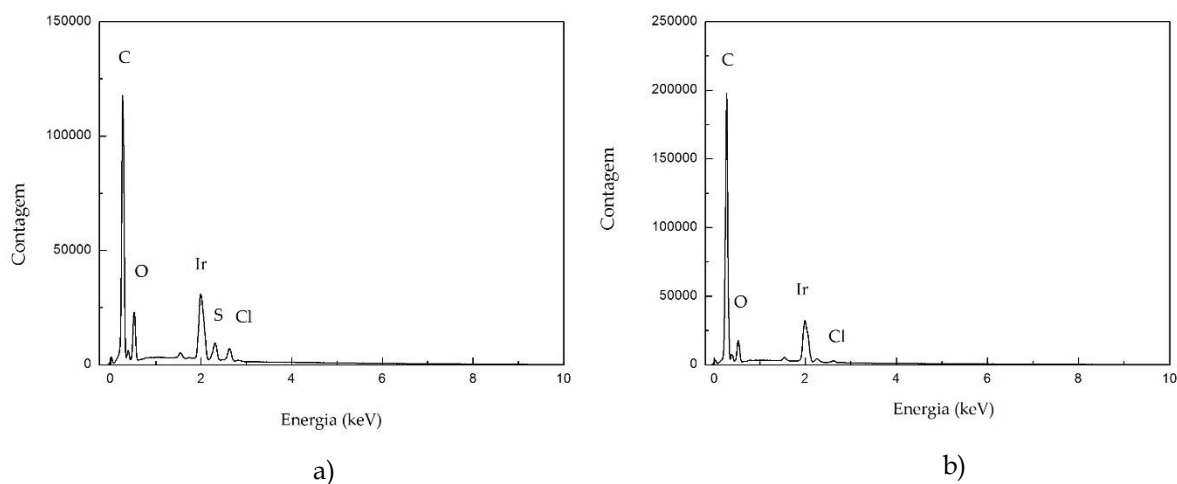 150000
100000
50000
0
Contagem
C
O
Ir
S
Cl
0 2 4 6 8 10
Energia (keV)
a)
250000
200000
150000
100000
50000
0
Contagem
C
O
Ir
Cl
0 2 4 6 8 10
Energia (keV)
b)